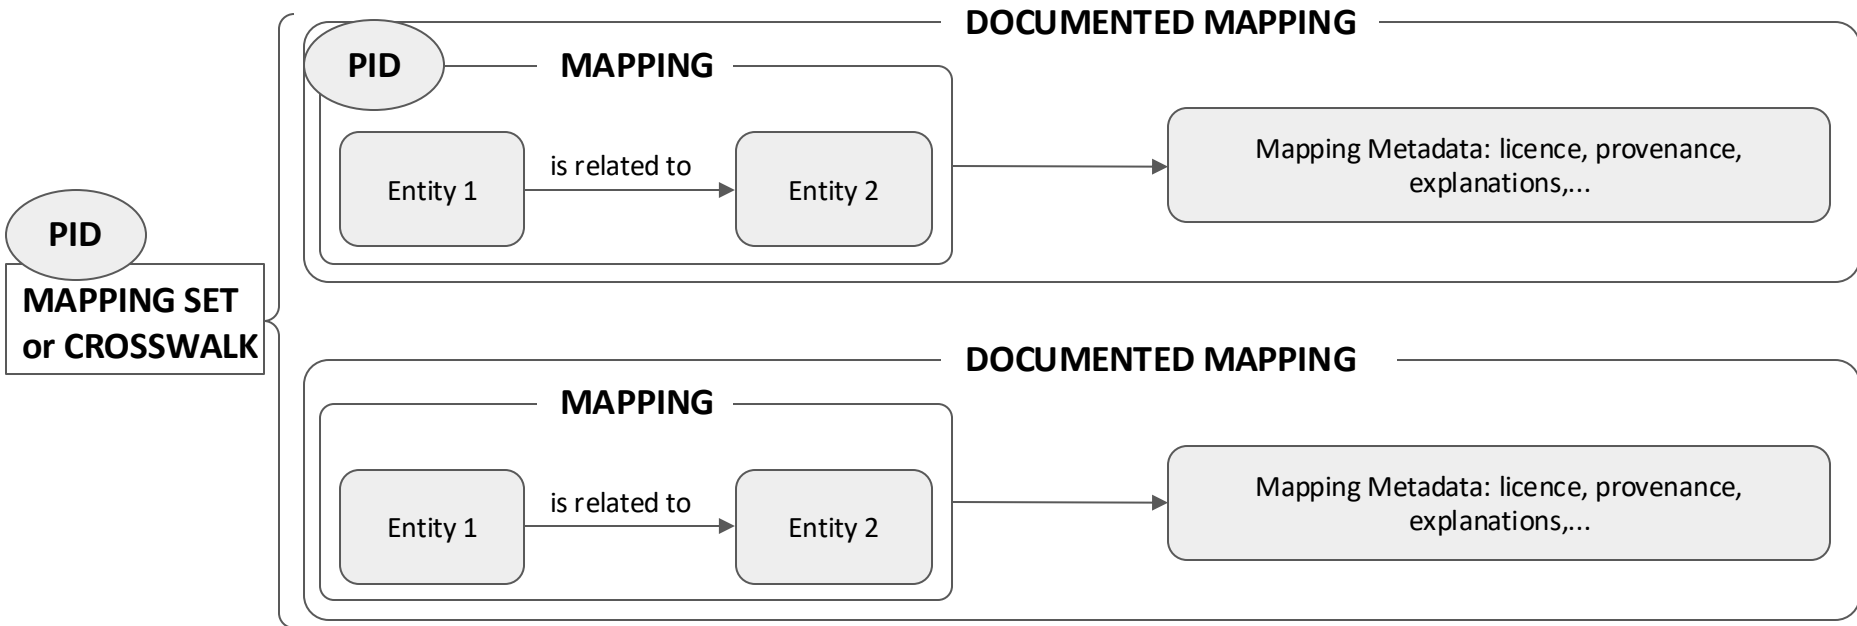 DOCUMENTED MAPPING
PID
MAPPING
Entity 1
is related to
Entity 2
Mapping Metadata: licence, provenance,
explanations,...
PID
MAPPING SET
or CROSSWALK
DOCUMENTED MAPPING
MAPPING
Entity 1
is related to
Entity 2
Mapping Metadata: licence, provenance,
explanations,...